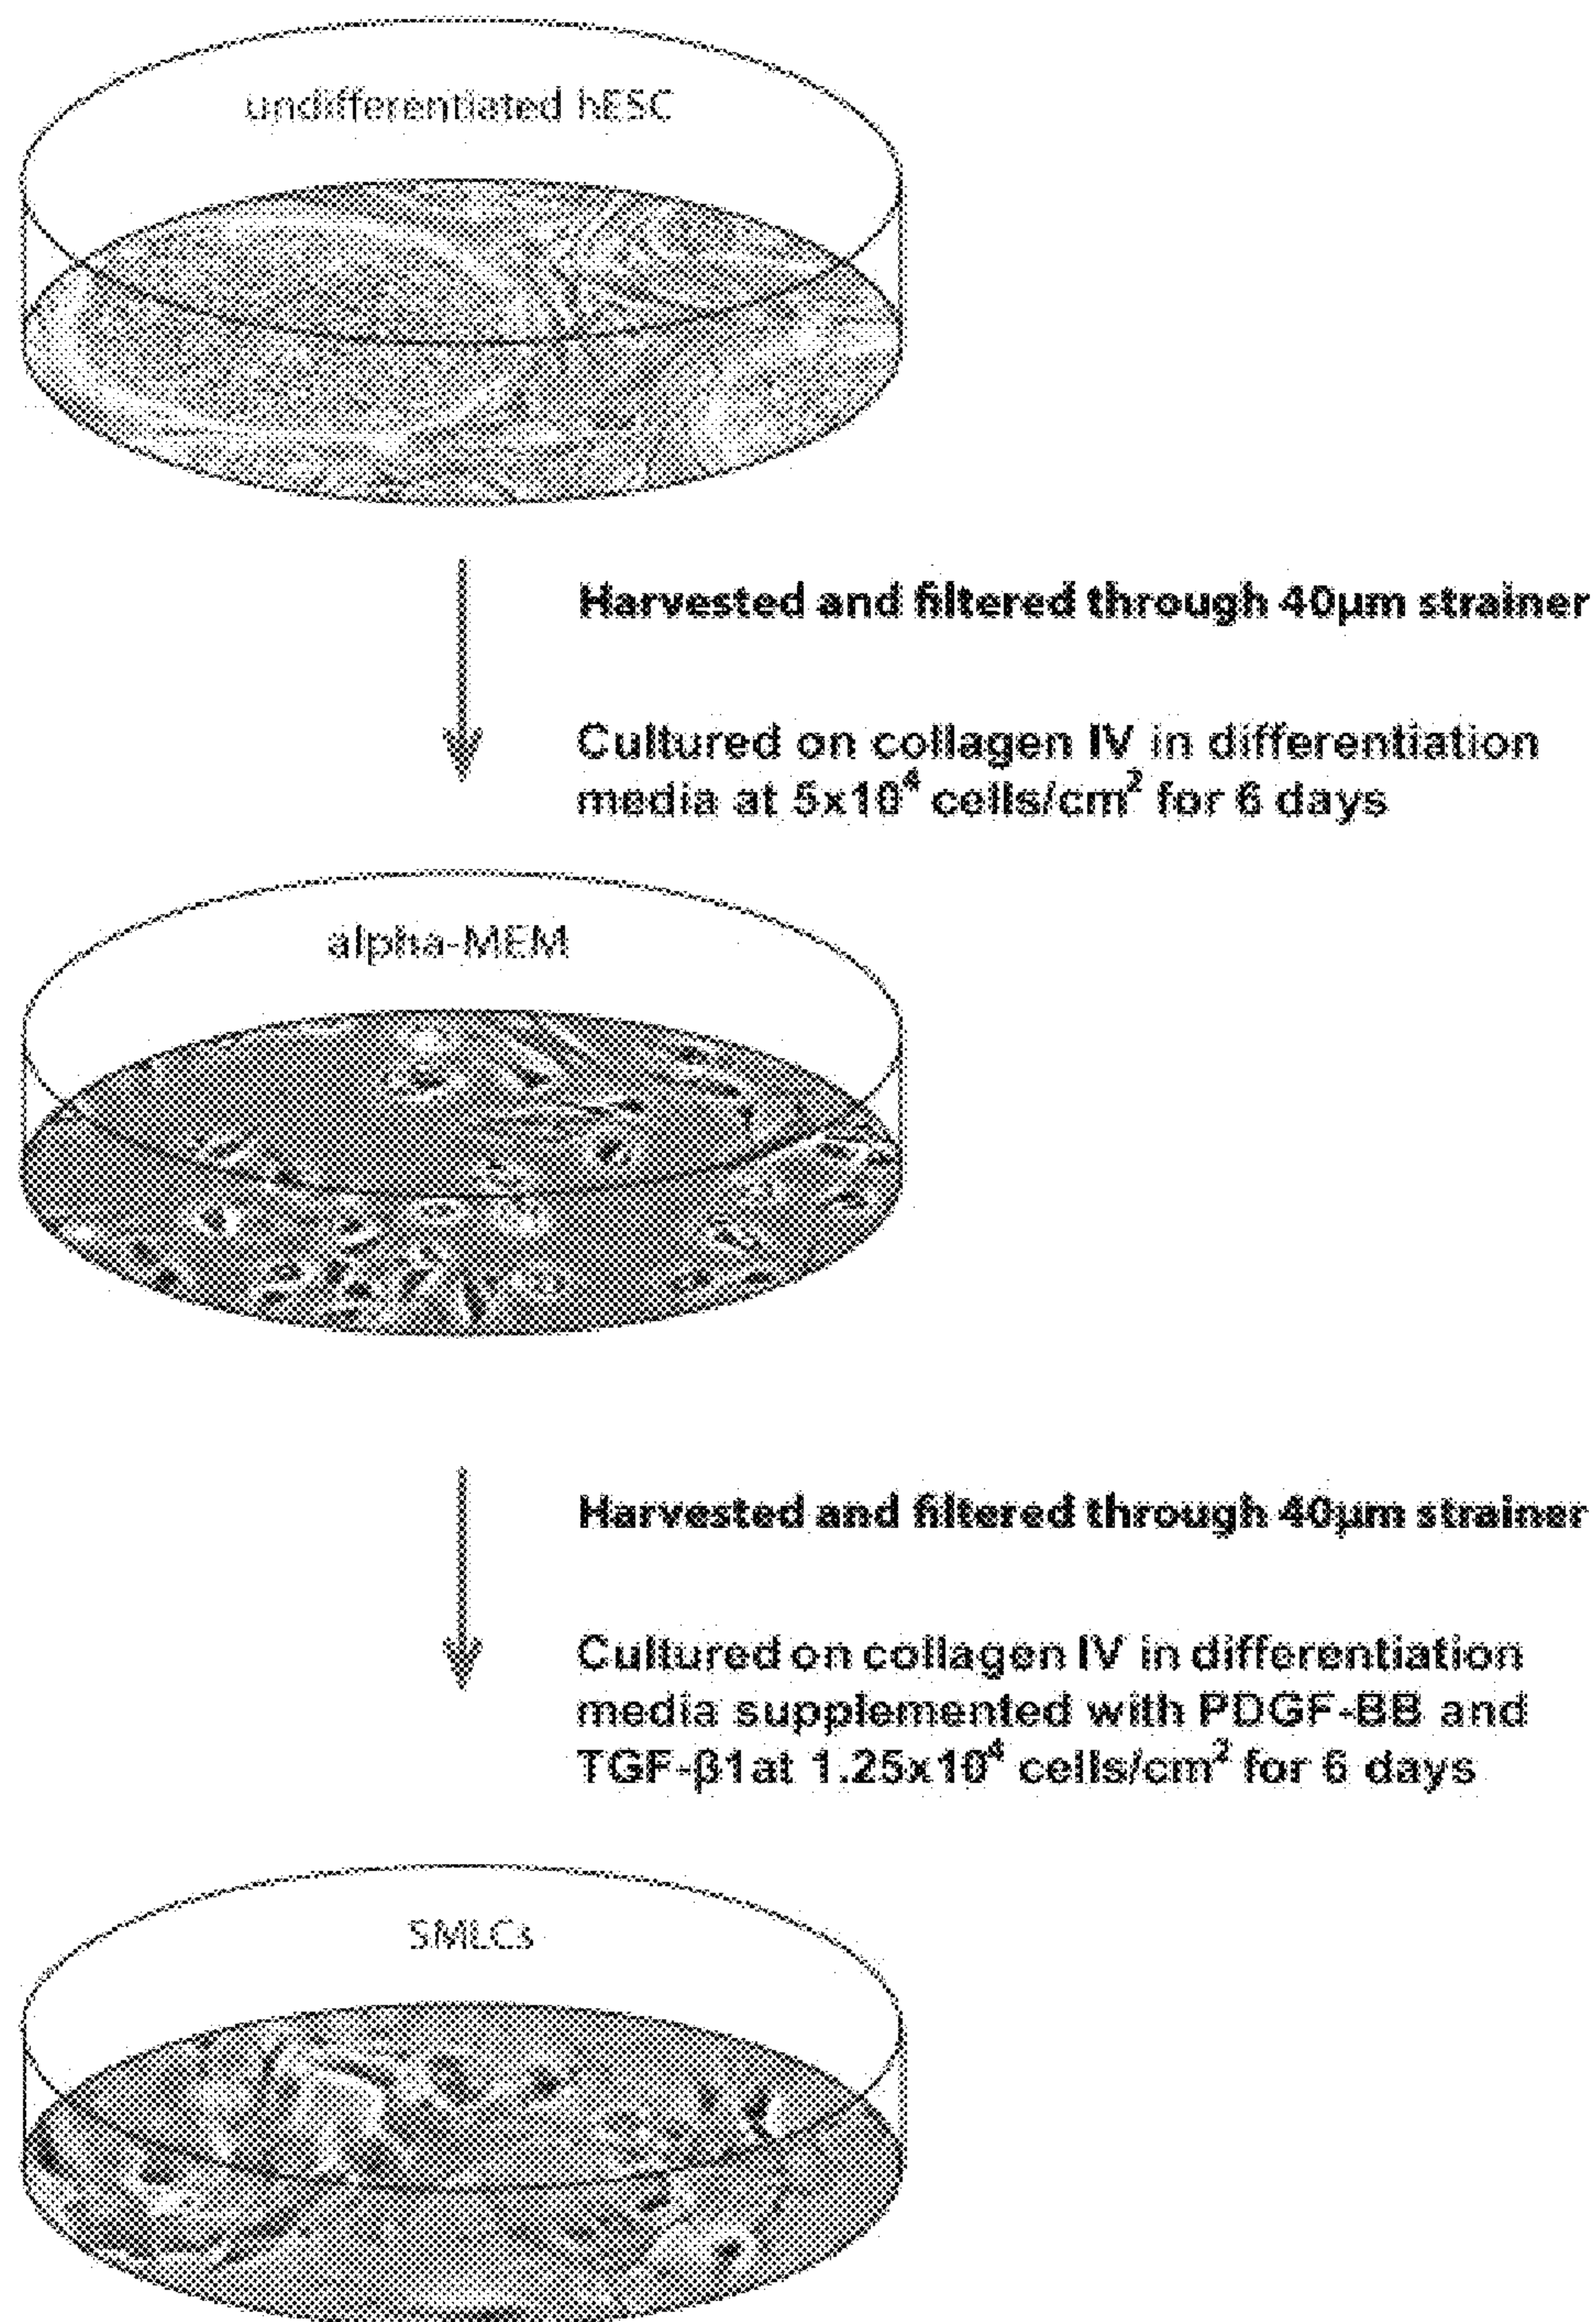 undifferentiated hESC
Harvested and filtered through 40µm strainer
Cultured on collagen IV in differentiation
media at 5x10⁴ cells/cm² for 6 days
alpha-MEM
Harvested and filtered through 40µm strainer
Cultured on collagen IV in differentiation
media supplemented with PDGF-BB and
TGF-β1at 1.25x10⁴ cells/cm² for 6 days
SMLCs